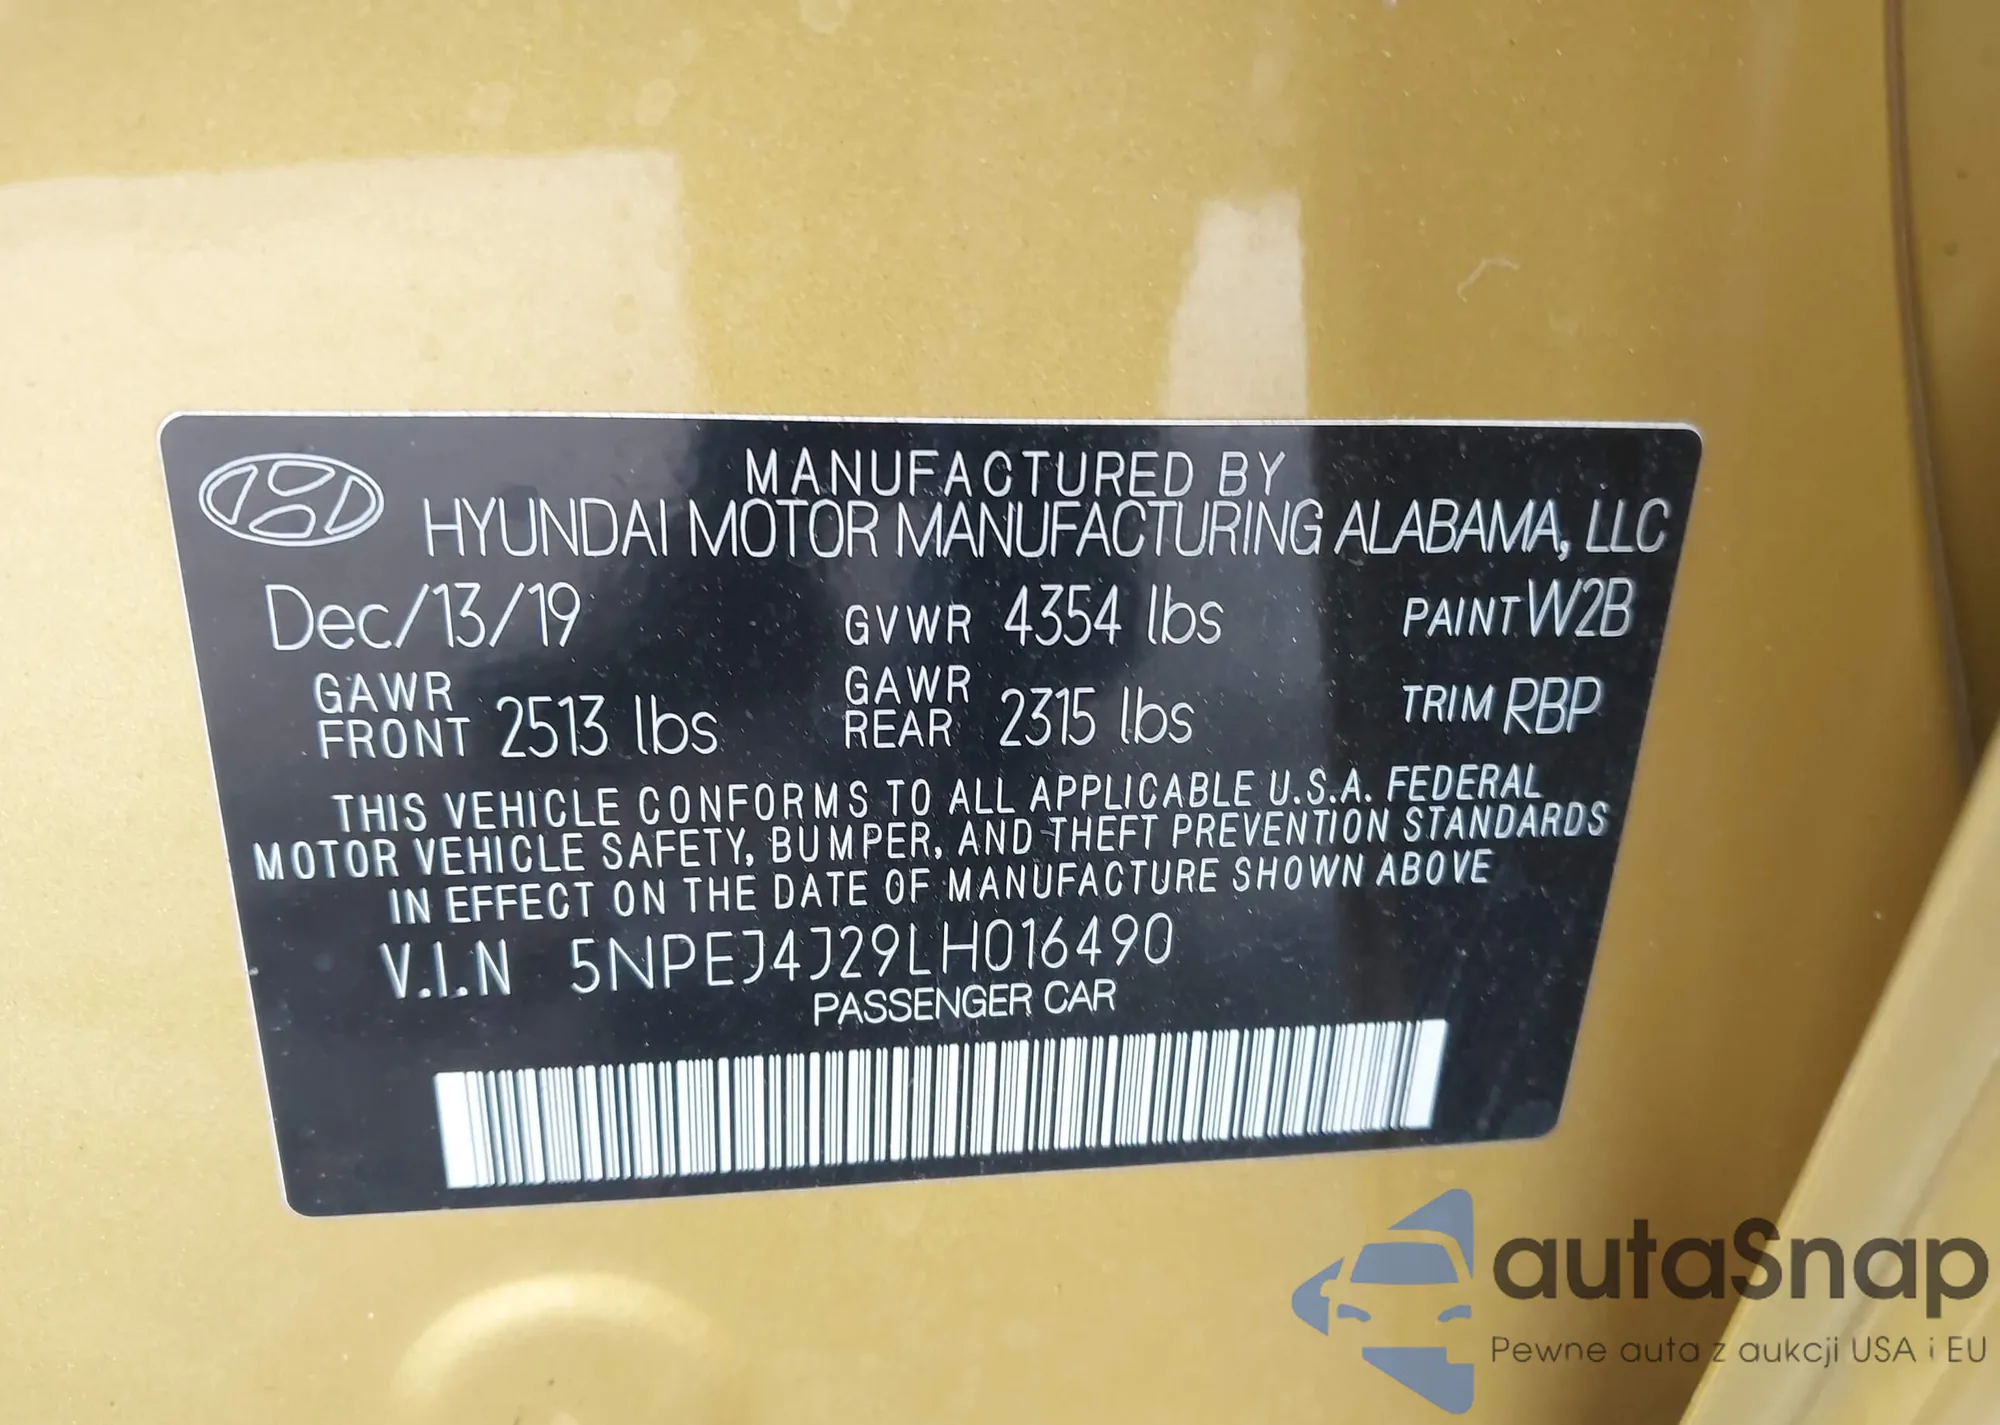 MANUFACTURED BY
HYUNDAI MOTOR MANUFACTURING ALABAMA, LLC
Dec/13/19 GVWR 4354 lbs PAINT W2B
GAWR FRONT 2513 lbs GAWR REAR 2315 lbs TRIM RBP
THIS VEHICLE CONFORMS TO ALL APPLICABLE U.S.A. FEDERAL
MOTOR VEHICLE SAFETY, BUMPER, AND THEFT PREVENTION STANDARDS
IN EFFECT ON THE DATE OF MANUFACTURE SHOWN ABOVE
V.I.N 5NPEJ4J29LH016490
PASSENGER CAR
autaSnap
Pewne auta z aukcji USA i EU